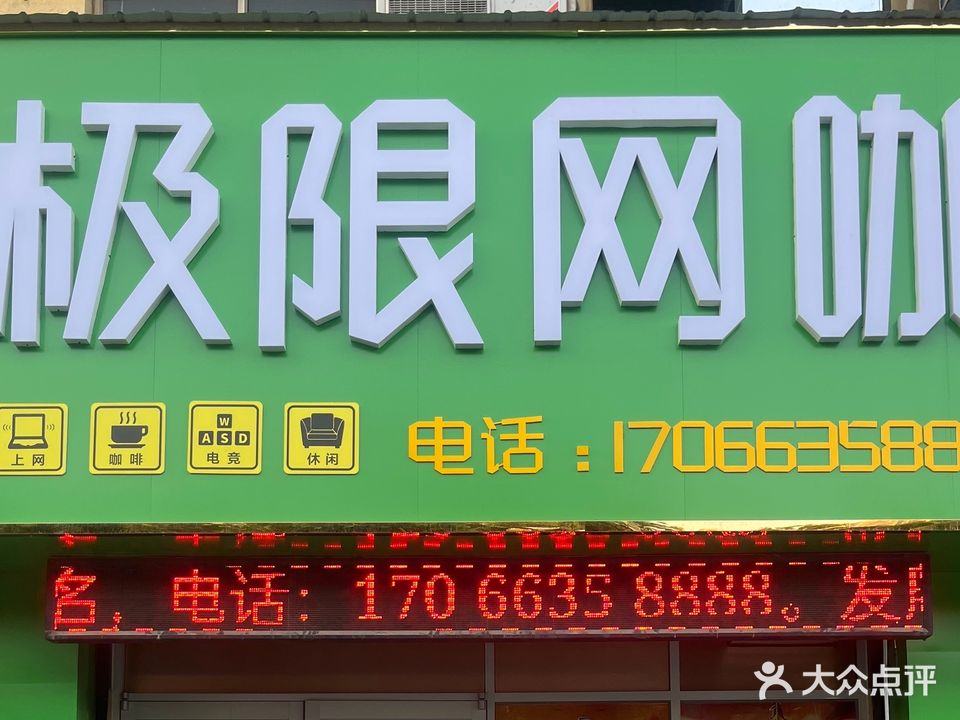 极限网咖
上网 咖啡 W ASD 电竞 休闲
电话:170663588
名，电话：170 6635 8888。发
大众点评